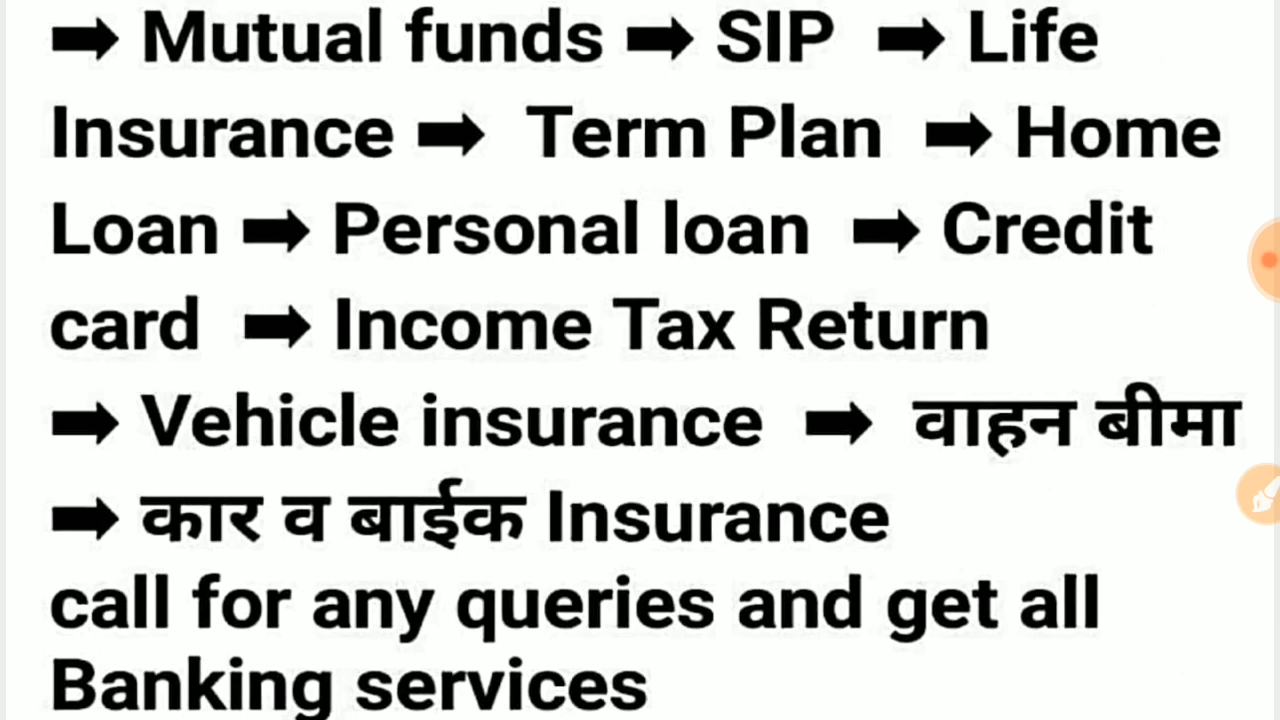 ➡ Mutual funds ➡ SIP ➡ Life
Insurance ➡ Term Plan ➡ Home
Loan ➡ Personal loan ➡ Credit
card ➡ Income Tax Return
➡ Vehicle insurance ➡ वाहन बीमा
➡ कार व बाईक Insurance
call for any queries and get all
Banking services